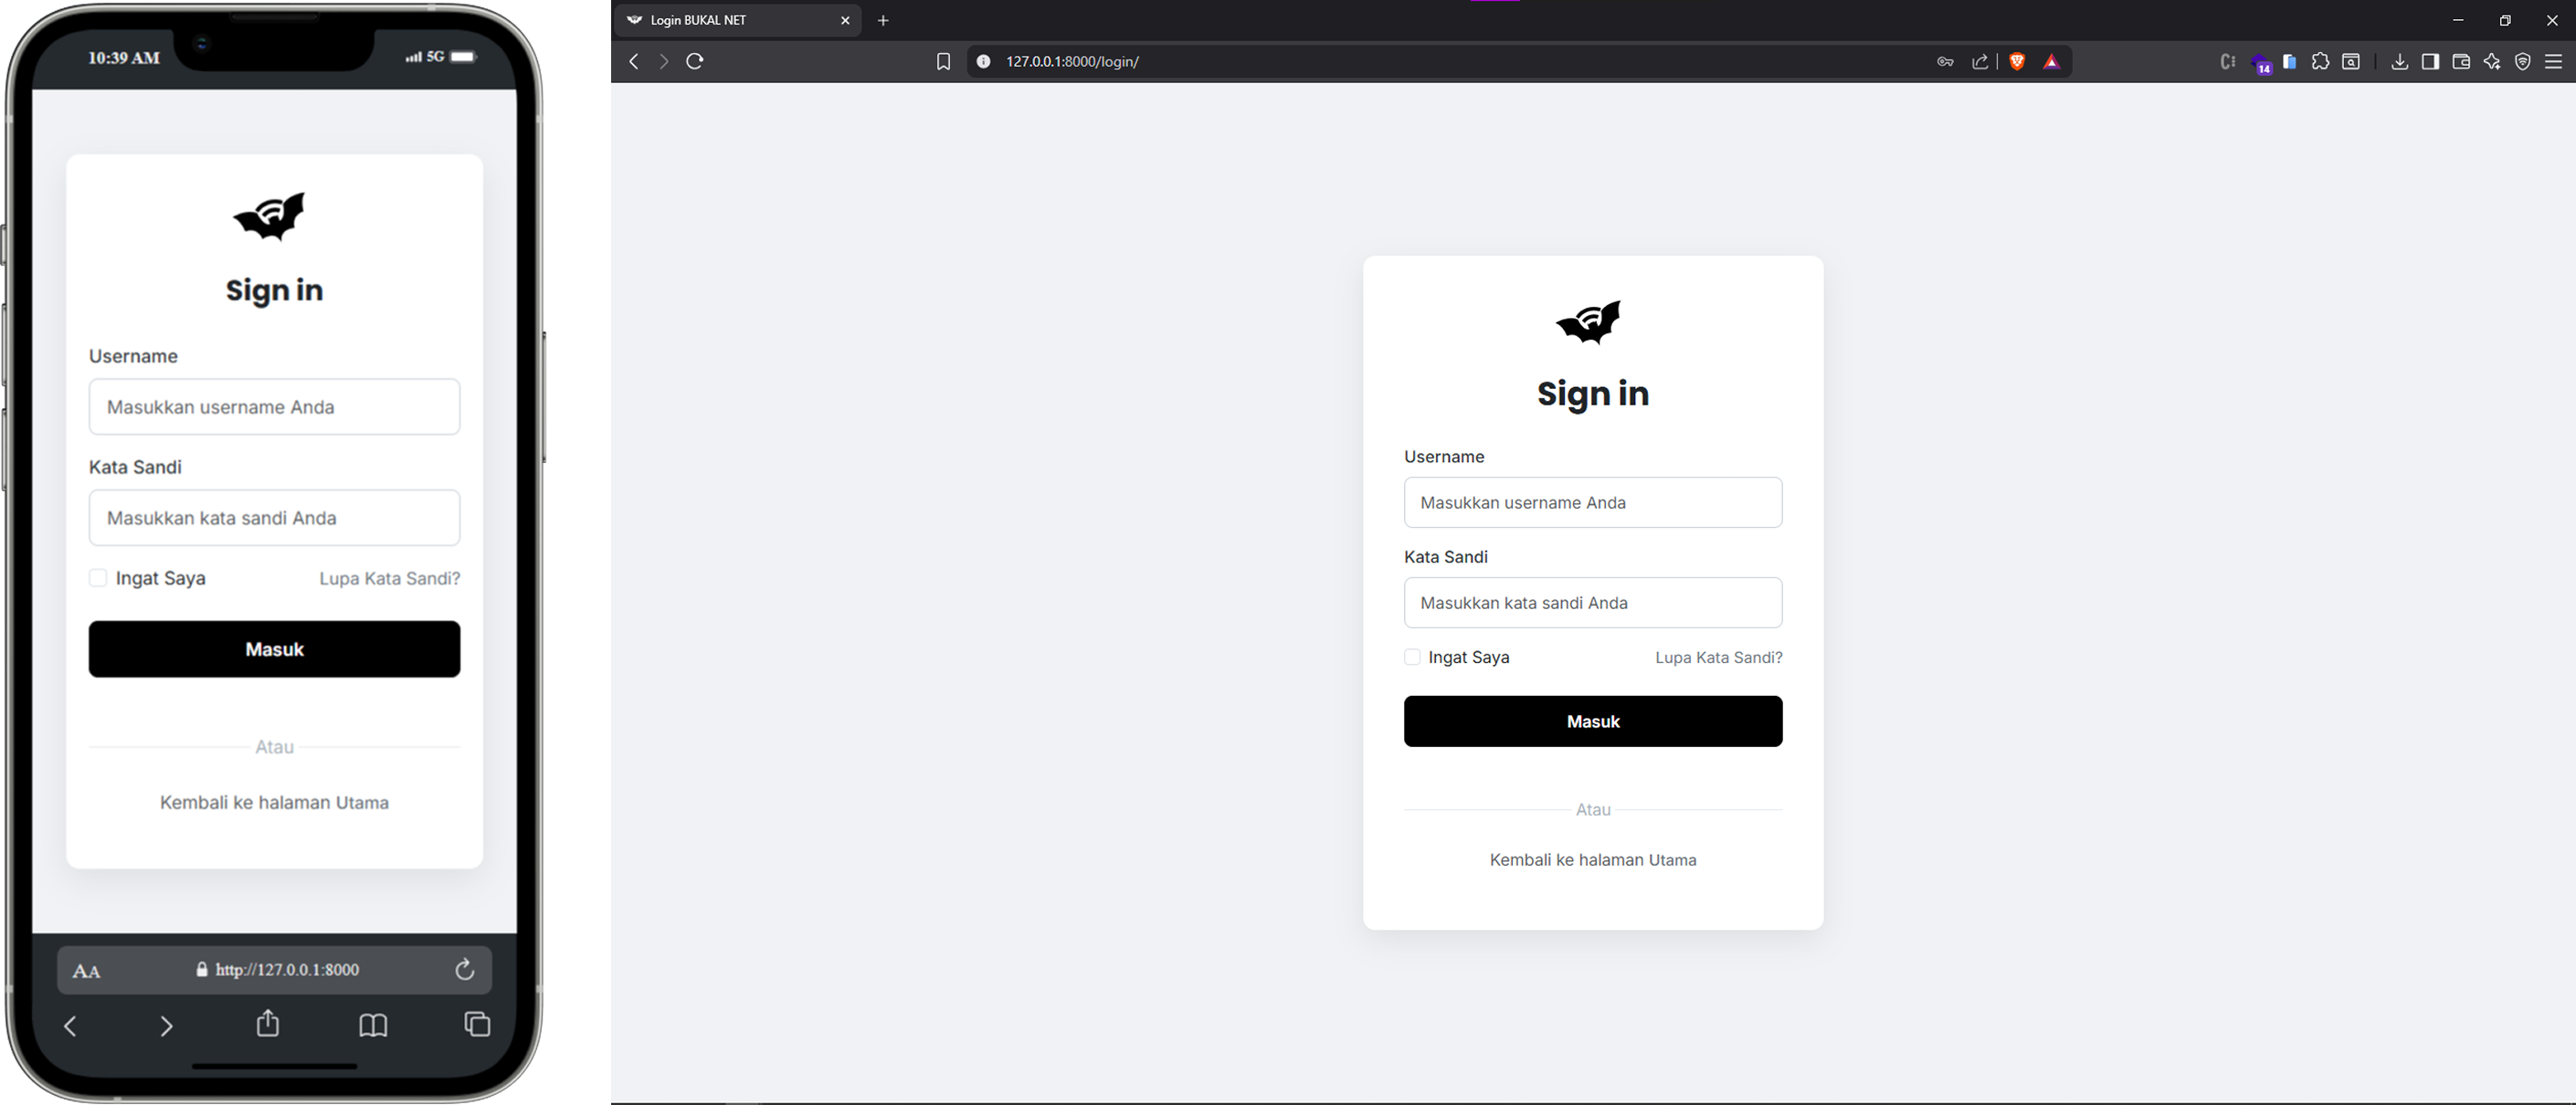 10:39 AM
5G
Sign in
Username
Masukkan username Anda
Kata Sandi
Masukkan kata sandi Anda
Ingat Saya
Lupa Kata Sandi?
Masuk
Atau
Kembali ke halaman Utama
AA
http://127.0.0.1:8000
Login BUKAL NET
127.0.0.1:8000/login/
14
Sign in
Username
Masukkan username Anda
Kata Sandi
Masukkan kata sandi Anda
Ingat Saya
Lupa Kata Sandi?
Masuk
Atau
Kembali ke halaman Utama